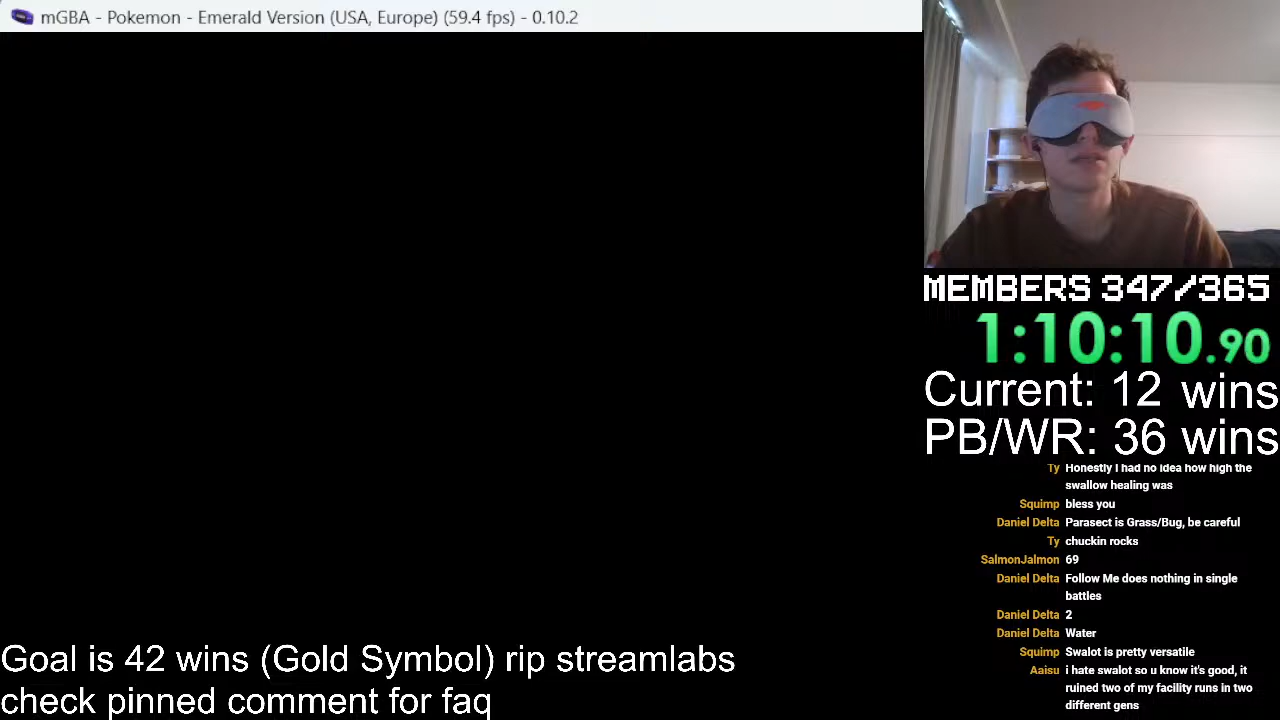 mGBA - Pokemon - Emerald Version (USA, Europe) (59.4 fps) - 0.10.2
MEMBERS 347/365
1:10:10.90
Current: 12 wins
PB/WR: 36 wins
Ty Honestly I had no idea how high the
swallow healing was
Squimp bless you
Daniel Delta Parasect is Grass/Bug, be careful
Ty chuckin rocks
SalmonJalmon 69
Daniel Delta Follow Me does nothing in single
battles
Daniel Delta 2
Daniel Delta Water
Squimp Swalot is pretty versatile
Aaisu i hate swalot so u know it's good, it
ruined two of my facility runs in two
different gens
Goal is 42 wins (Gold Symbol) rip streamlabs
check pinned comment for faq